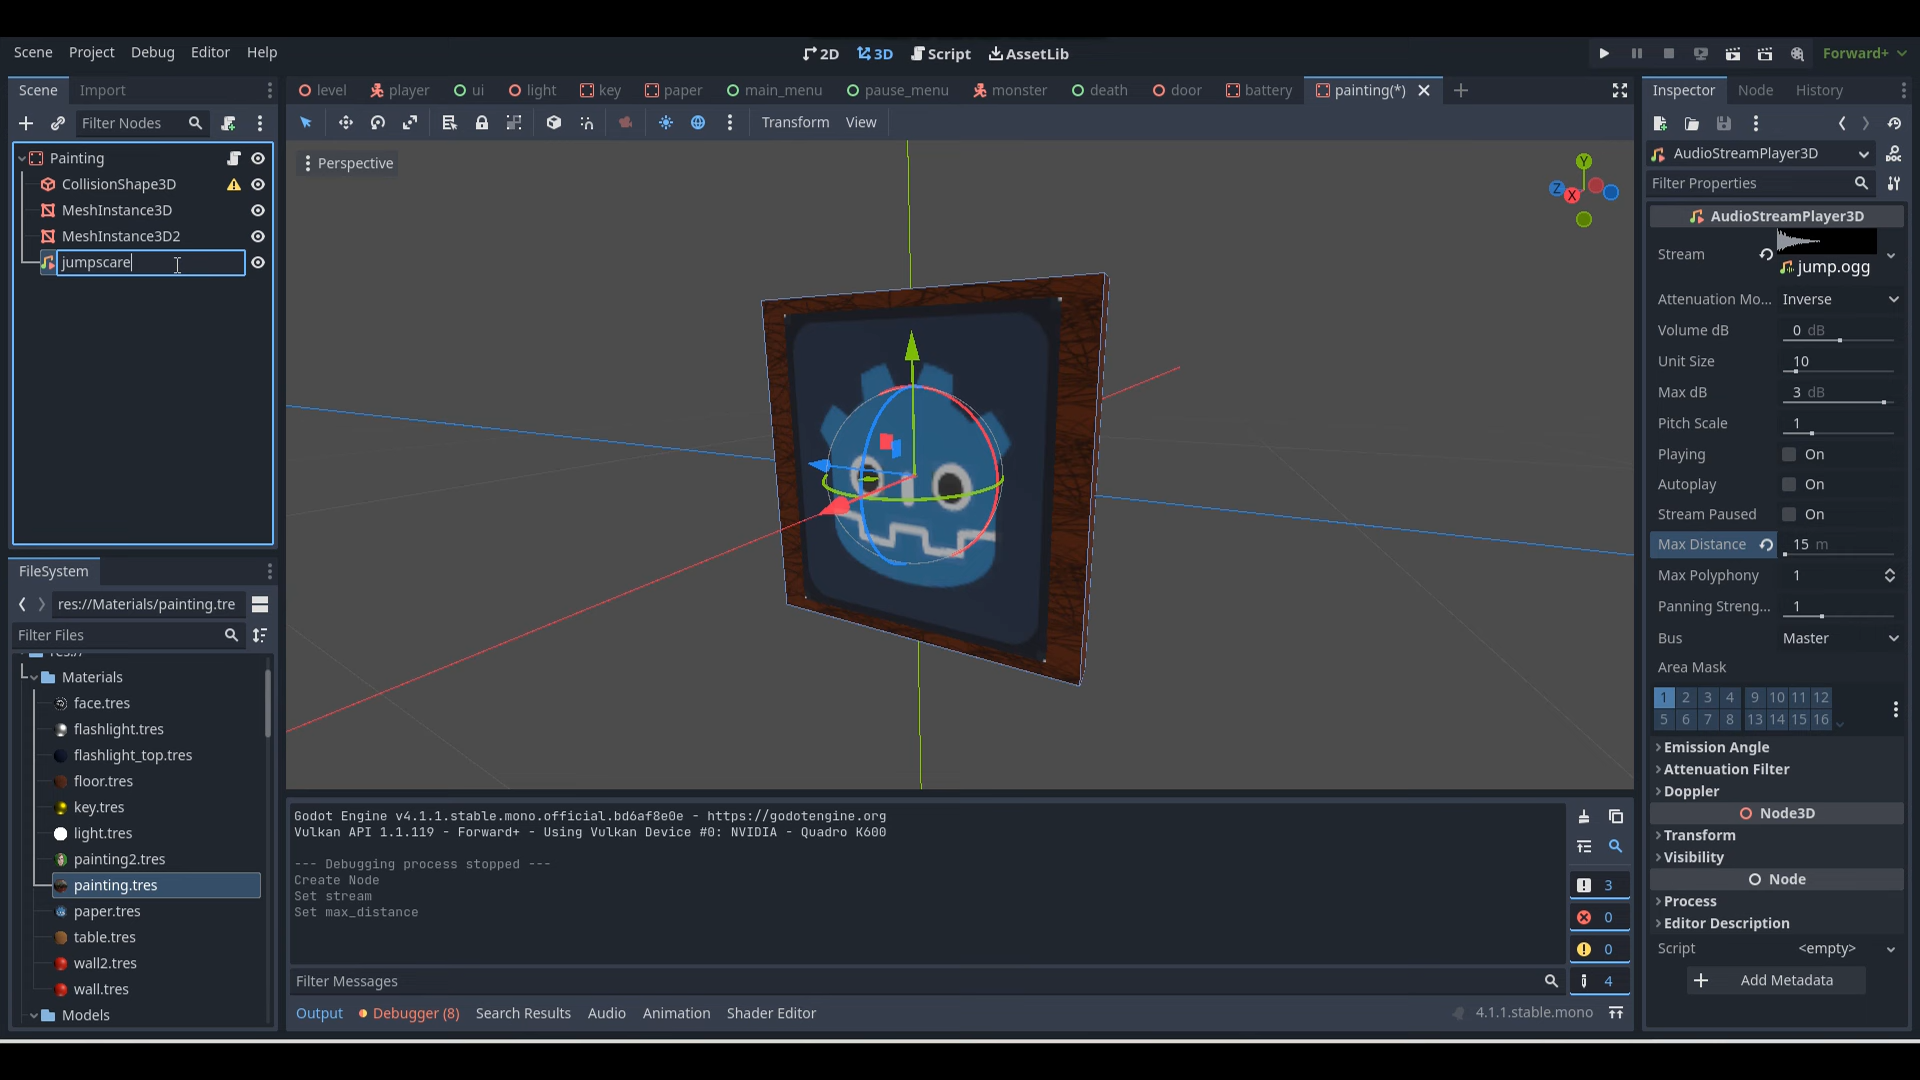 Scene Project Debug Editor Help
2D 3D Script AssetLib
Forward+
Scene Import
level player ui light key paper main_menu pause_menu monster death door battery painting(*)
Inspector Node History
Filter Nodes
Transform View
Painting
CollisionShape3D
MeshInstance3D
MeshInstance3D2
jumpscare
Perspective
Y
Z
X
AudioStreamPlayer3D
Filter Properties
AudioStreamPlayer3D
Stream jump.ogg
Attenuation Mo... Inverse
Volume dB 0 dB
Unit Size 10
Max dB 3 dB
Pitch Scale 1
Playing On
Autoplay On
Stream Paused On
Max Distance 15 m
Max Polyphony 1
Panning Streng... 1
Bus Master
Area Mask
1 2 3 4 9 10 11 12
5 6 7 8 13 14 15 16
Emission Angle
Attenuation Filter
Doppler
Node3D
Transform
Visibility
Node
Process
Editor Description
Script <empty>
Add Metadata
FileSystem
res://Materials/painting.tre
Filter Files
Materials
face.tres
flashlight.tres
flashlight_top.tres
floor.tres
key.tres
light.tres
painting2.tres
painting.tres
paper.tres
table.tres
wall2.tres
wall.tres
Models
Godot Engine v4.1.1.stable.mono.official.bd6af8e0e - https://godotengine.org
Vulkan API 1.1.119 - Forward+ - Using Vulkan Device #0: NVIDIA - Quadro K600
--- Debugging process stopped ---
Create Node
Set stream
Set max_distance
3
0
0
4
Filter Messages
Output Debugger (8) Search Results Audio Animation Shader Editor
4.1.1.stable.mono